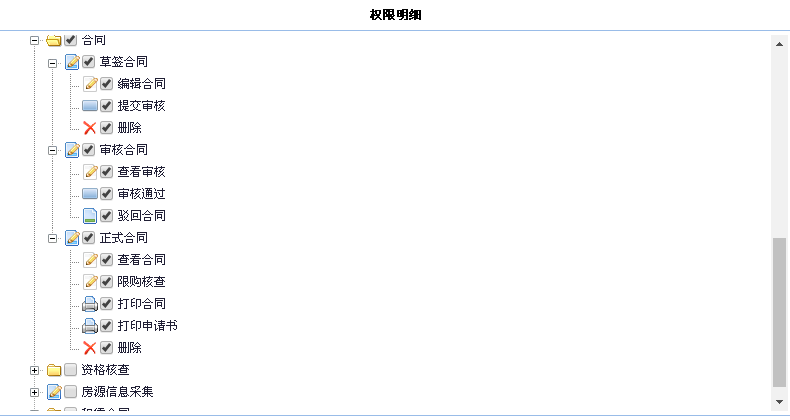 权限明细
合同
草签合同
编辑合同
提交审核
删除
审核合同
查看审核
审核通过
驳回合同
正式合同
查看合同
限购核查
打印合同
打印申请书
删除
资格核查
房源信息采集